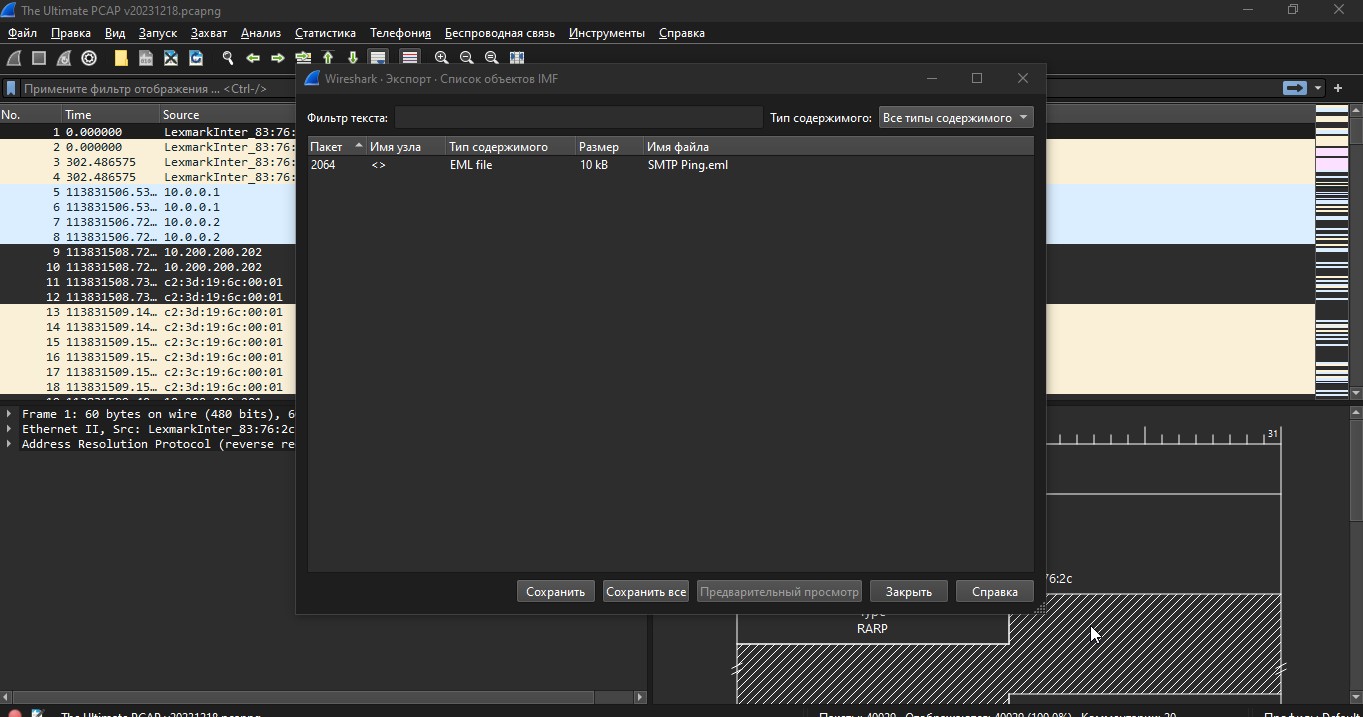 The Ultimate PCAP v20231218.pcapng
Файл Правка Вид Запуск Захват Анализ Статистика Телефония Беспроводная связь Инструменты Справка
Примените фильтр отображения ... <Ctrl-/>
Wireshark · Экспорт · Список объектов IMF
Фильтр текста: Тип содержимого: Все типы содержимого
Пакет Имя узла Тип содержимого Размер Имя файла
2064 <> EML file 10 kB SMTP Ping.eml
Сохранить Сохранить все Предварительный просмотр Закрыть Справка
No. Time Source
1 0.000000 LexmarkInter_83:76:
2 0.000000 LexmarkInter_83:76:
3 302.486575 LexmarkInter_83:76:
4 302.486575 LexmarkInter_83:76:
5 113831506.53… 10.0.0.1
6 113831506.53… 10.0.0.1
7 113831506.72… 10.0.0.2
8 113831506.72… 10.0.0.2
9 113831508.72… 10.200.200.202
10 113831508.72… 10.200.200.202
11 113831508.73… c2:3d:19:6c:00:01
12 113831508.73… c2:3d:19:6c:00:01
13 113831509.14… c2:3d:19:6c:00:01
14 113831509.14… c2:3d:19:6c:00:01
15 113831509.15… c2:3c:19:6c:00:01
16 113831509.15… c2:3d:19:6c:00:01
17 113831509.15… c2:3c:19:6c:00:01
18 113831509.15… c2:3d:19:6c:00:01
Frame 1: 60 bytes on wire (480 bits), 6
Ethernet II, Src: LexmarkInter_83:76:2c
Address Resolution Protocol (reverse re
31
76:2c
Type
RARP
The Ultimate PCAP v20231218.pcapng